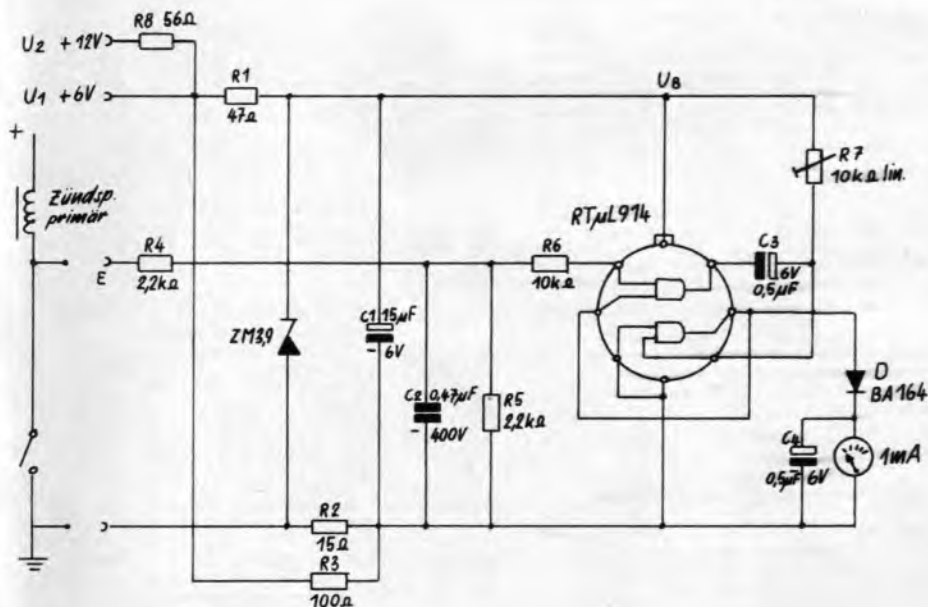 R8 56Ω
U2 +12V
U1 +6V
R1
47Ω
UB
+
Zündsp.
primär
R7
10kΩ lin.
RTµL914
R4
2,2kΩ
E
R6
10kΩ
C3
6V
0,5µF
ZM3,9
C1 15µF
-
6V
C2 0,47µF
-
400V
R5
2,2kΩ
D
BA164
C4
0,5µF 6V
1mA
R2
15Ω
R3
100Ω